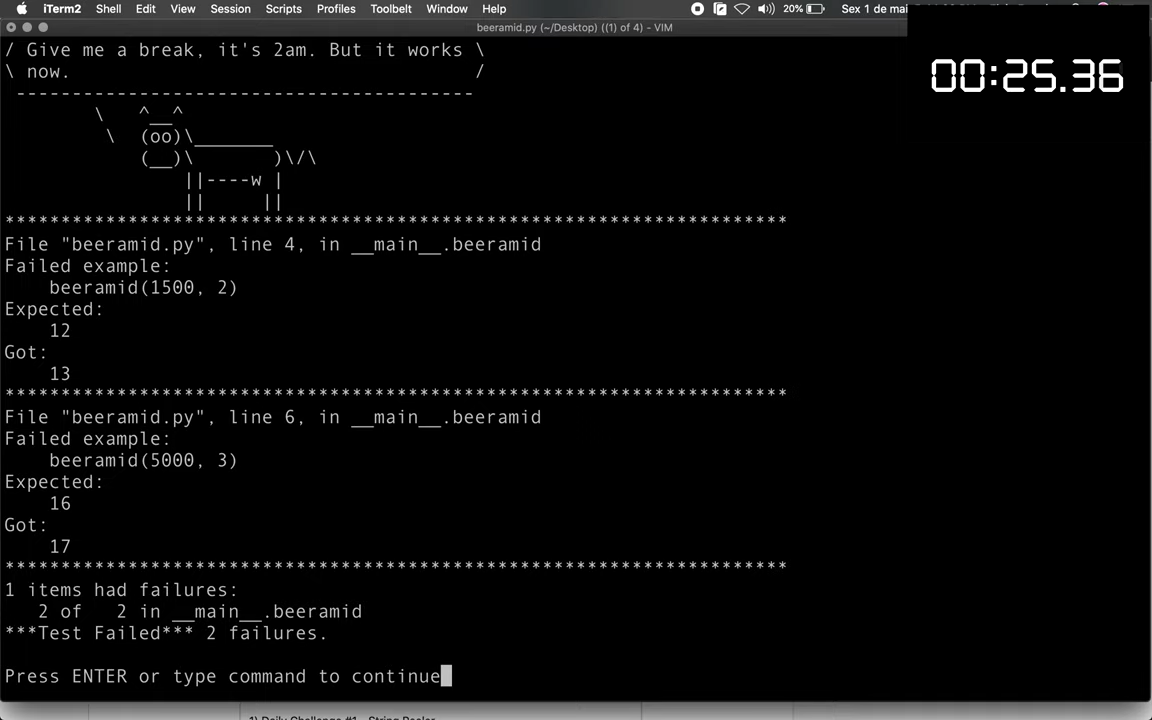 iTerm2 Shell Edit View Session Scripts Profiles Toolbelt Window Help 20% Sex 1 de mai
beeramid.py (~/Desktop) ((1) of 4) - VIM
00:25.36
/ Give me a break, it's 2am. But it works \
\ now. /
-----------------------------------------
\ ^__^
\ (oo)\_______
(__)\ )\/\
||----w |
|| ||
**********************************************************************
File "beeramid.py", line 4, in __main__.beeramid
Failed example:
beeramid(1500, 2)
Expected:
12
Got:
13
**********************************************************************
File "beeramid.py", line 6, in __main__.beeramid
Failed example:
beeramid(5000, 3)
Expected:
16
Got:
17
**********************************************************************
1 items had failures:
2 of 2 in __main__.beeramid
***Test Failed*** 2 failures.
Press ENTER or type command to continue
1) Daily Challenge #1 - String Peeler